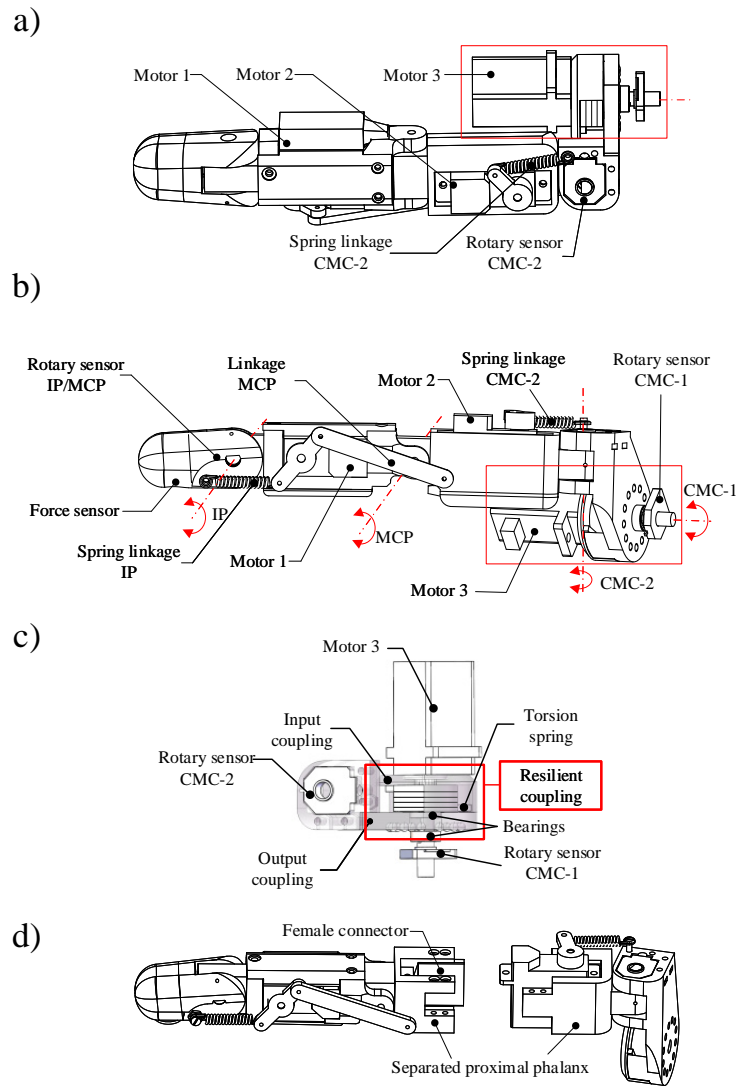 a)
Motor 1
Motor 2
Motor 3
Spring linkage
CMC-2
Rotary sensor
CMC-2
b)
Rotary sensor
IP/MCP
Linkage
MCP
Motor 2
Spring linkage
CMC-2
Rotary sensor
CMC-1
Force sensor
IP
Spring linkage
IP
Motor 1
MCP
Motor 3
CMC-1
CMC-2
c)
Motor 3
Input
coupling
Torsion
spring
Rotary sensor
CMC-2
Resilient
coupling
Bearings
Output
coupling
Rotary sensor
CMC-1
d)
Female connector
Separated proximal phalanx